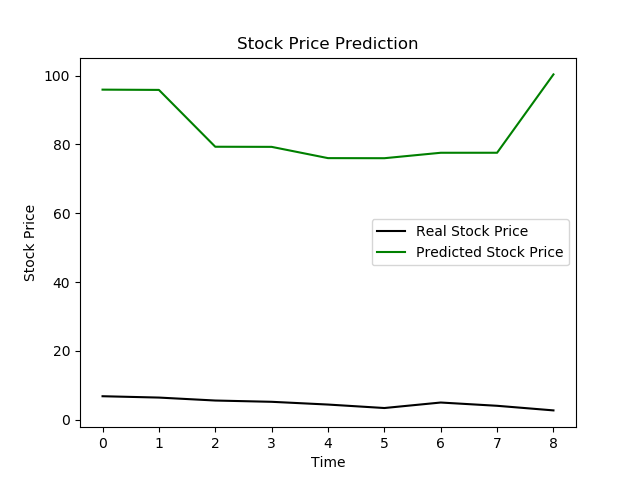 Stock Price Prediction
Stock Price
100
80
60
40
20
0
Real Stock Price
Predicted Stock Price
0 1 2 3 4 5 6 7 8
Time